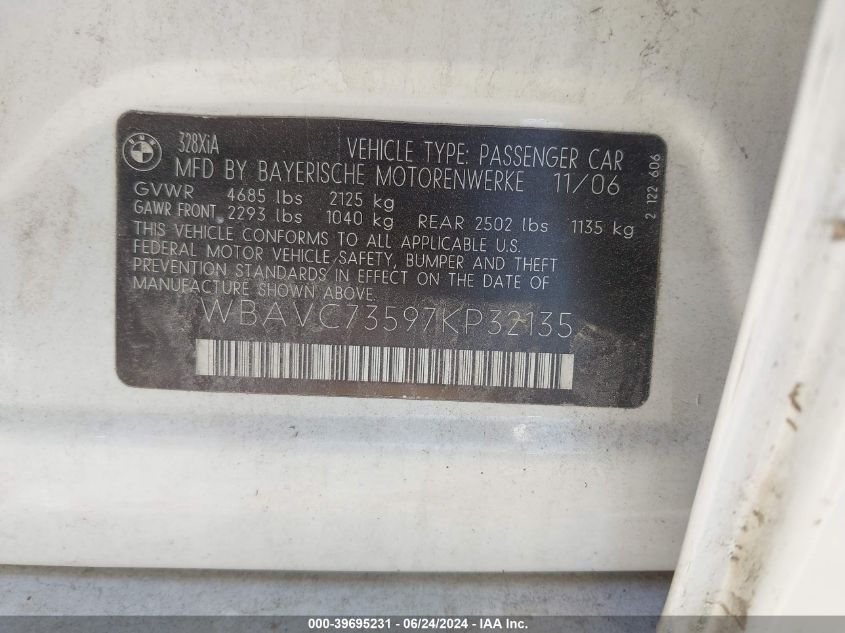 BMW
328XiA
VEHICLE TYPE: PASSENGER CAR
MFD BY BAYERISCHE MOTORENWERKE 11/06
GVWR 4685 lbs 2125 kg
GAWR FRONT 2293 lbs 1040 kg REAR 2502 lbs 1135 kg
THIS VEHICLE CONFORMS TO ALL APPLICABLE U.S.
FEDERAL MOTOR VEHICLE SAFETY, BUMPER AND THEFT
PREVENTION STANDARDS IN EFFECT ON THE DATE OF
MANUFACTURE SHOWN ABOVE.
WBAVC73597KP32135
2 122 606
000-39695231 - 06/24/2024 - IAAI.COM